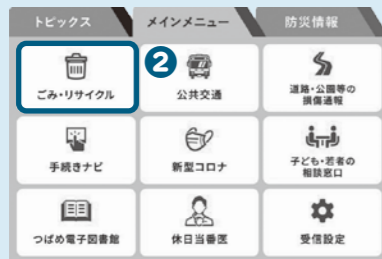 トピックス
メインメニュー
防災情報
2
ごみ・リサイクル
公共交通
道路・公園等の
損傷通報
手続きナビ
新型コロナ
子ども・若者の
相談窓口
つばめ電子図書館
休日当番医
受信設定